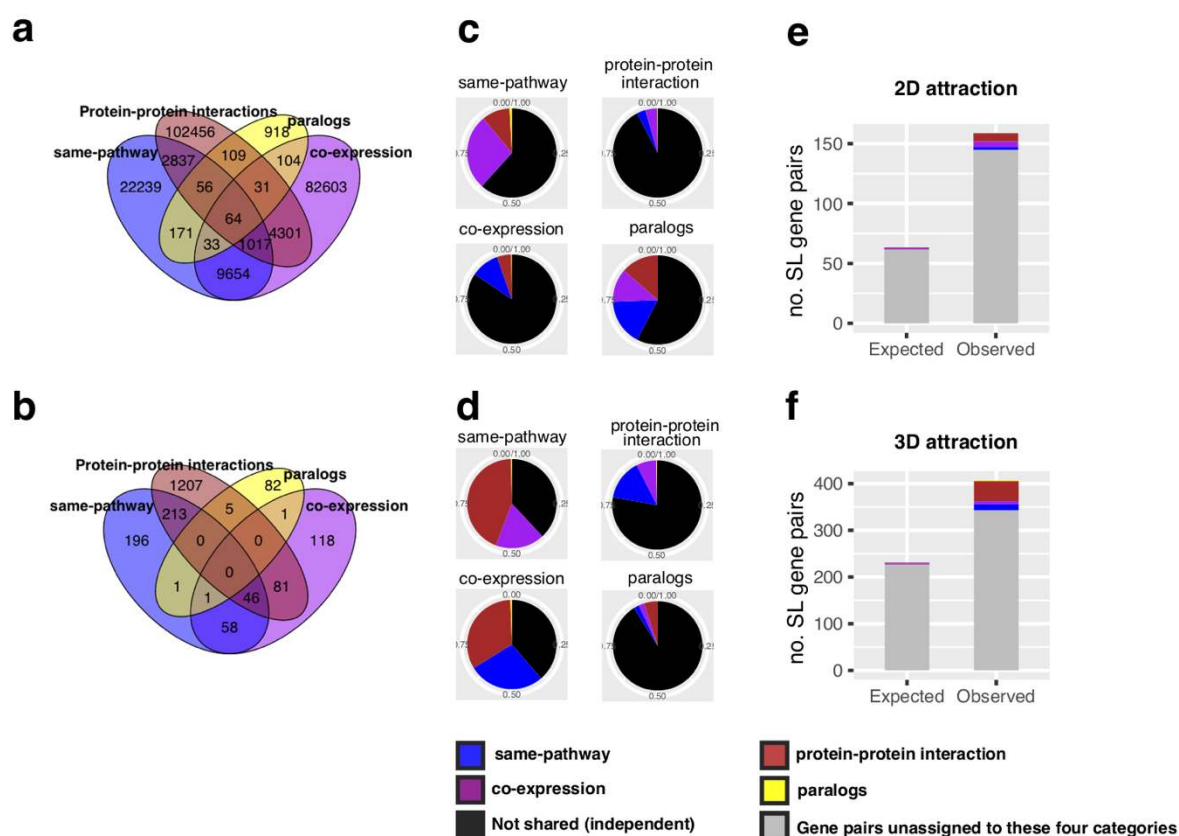 a
Protein-protein interactions
paralogs
same-pathway
co-expression
102456
918
2837
109
104
22239
56
31
82603
64
171
33
1017
4301
9654
b
Protein-protein interactions
paralogs
same-pathway
co-expression
1207
82
213
5
1
196
0
0
118
0
1
1
46
81
58
c
same-pathway
0.00/1.00
0.50
protein-protein
interaction
0.00/1.00
0.50
co-expression
0.00/1.00
0.50
paralogs
0.00/1.00
0.50
d
same-pathway
0.00/1.00
0.50
protein-protein
interaction
0.00/1.00
0.50
co-expression
0.00
0.50
paralogs
0.00/1.00
0.50
e
2D attraction
no. SL gene pairs
150
100
50
0
Expected
Observed
f
3D attraction
no. SL gene pairs
400
300
200
100
0
Expected
Observed
same-pathway
co-expression
Not shared (independent)
protein-protein interaction
paralogs
Gene pairs unassigned to these four categories